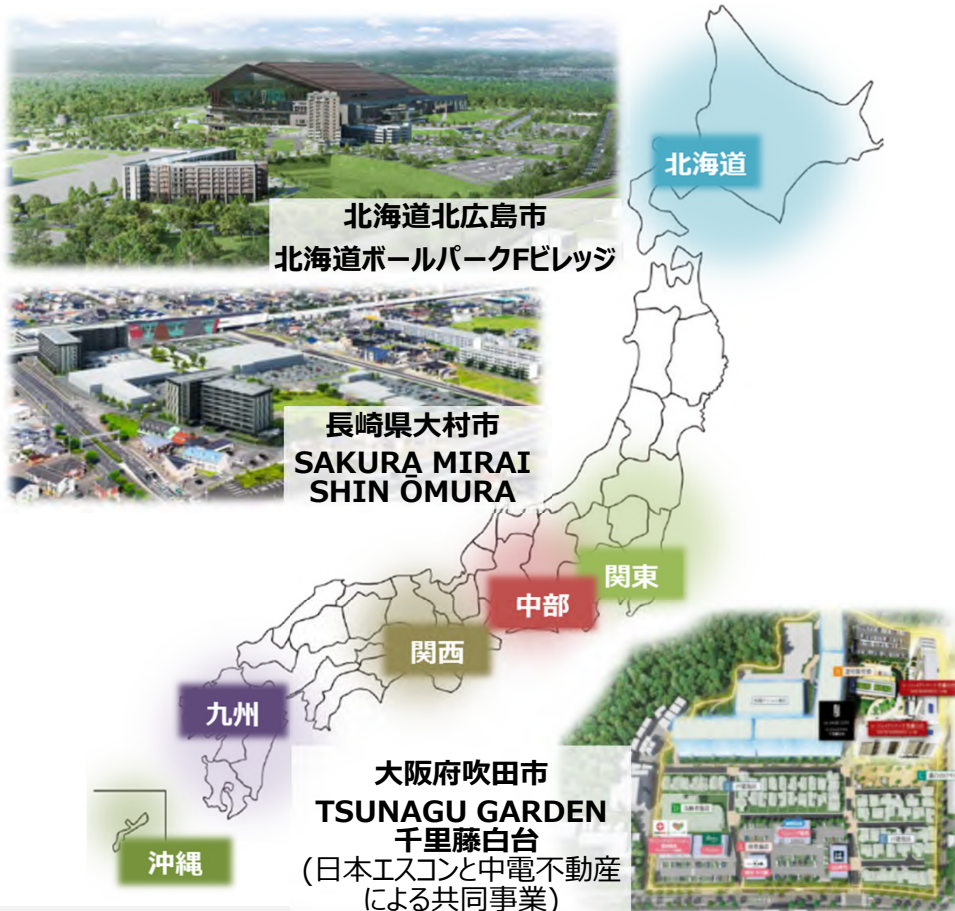 北海道
北海道北広島市
北海道ボールパークFビレッジ
長崎県大村市
SAKURA MIRAI
SHIN ŌMURA
関東
中部
関西
九州
沖縄
大阪府吹田市
TSUNAGU GARDEN
千里藤白台
(日本エスコンと中電不動産
による共同事業)